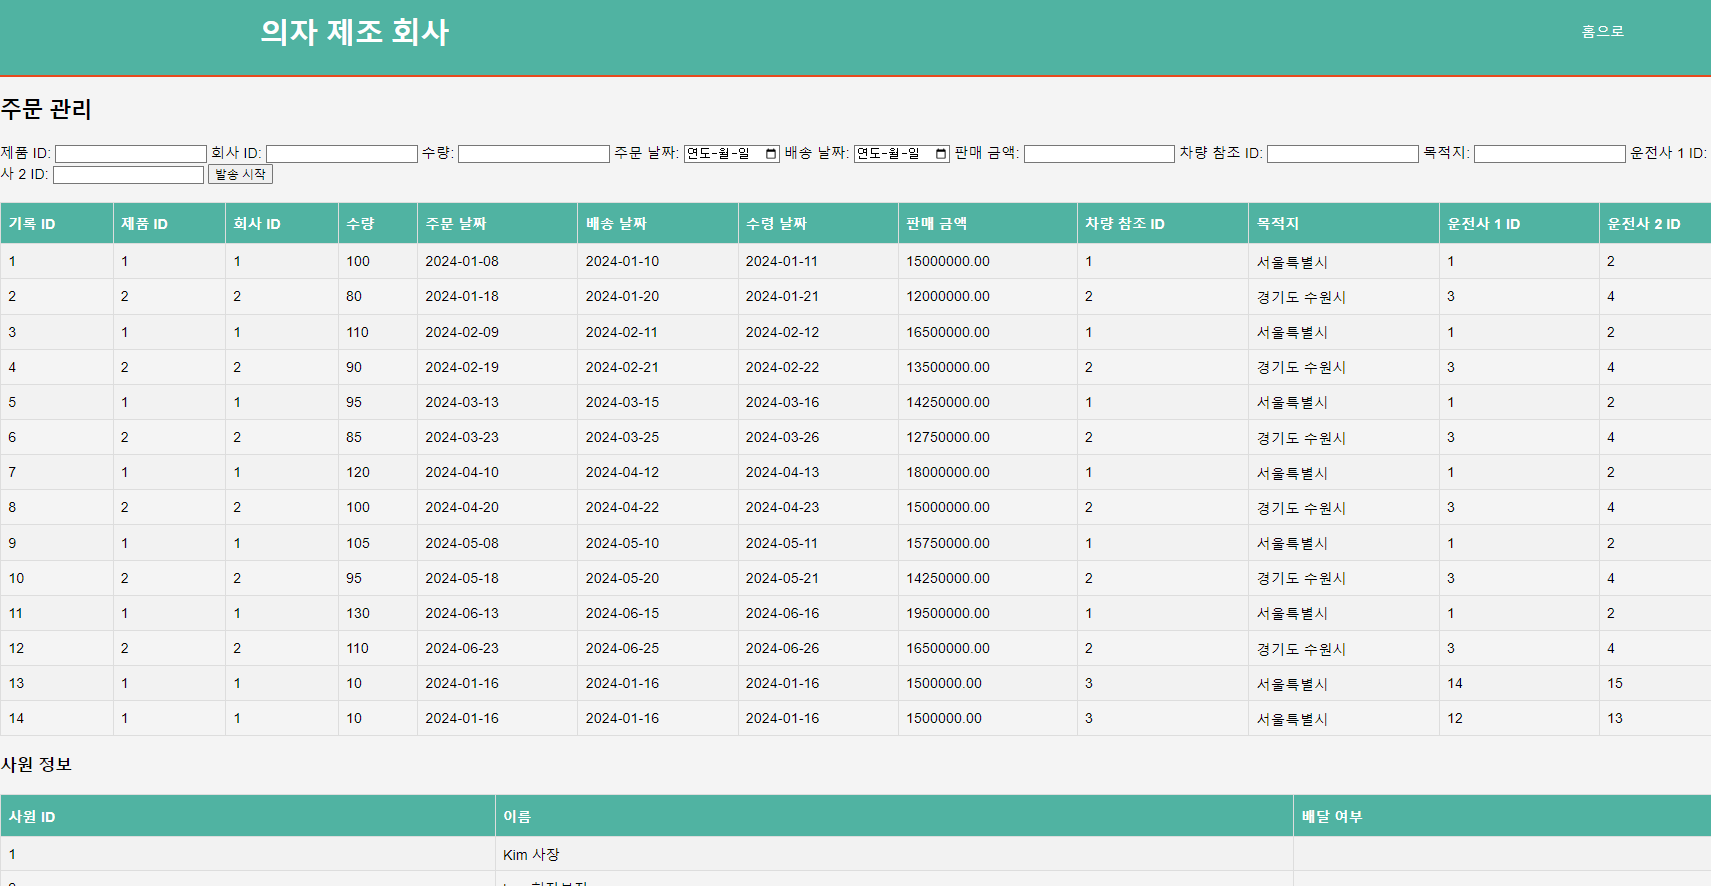 의자 제조 회사
홈으로
주문 관리
제품 ID: 회사 ID: 수량: 주문 날짜: 연도-월-일 배송 날짜: 연도-월-일 판매 금액: 차량 참조 ID: 목적지: 운전사 1 ID:
사 2 ID: 발송 시작
기록 ID 제품 ID 회사 ID 수량 주문 날짜 배송 날짜 수령 날짜 판매 금액 차량 참조 ID 목적지 운전사 1 ID 운전사 2 ID
1 1 1 100 2024-01-08 2024-01-10 2024-01-11 15000000.00 1 서울특별시 1 2
2 2 2 80 2024-01-18 2024-01-20 2024-01-21 12000000.00 2 경기도 수원시 3 4
3 1 1 110 2024-02-09 2024-02-11 2024-02-12 16500000.00 1 서울특별시 1 2
4 2 2 90 2024-02-19 2024-02-21 2024-02-22 13500000.00 2 경기도 수원시 3 4
5 1 1 95 2024-03-13 2024-03-15 2024-03-16 14250000.00 1 서울특별시 1 2
6 2 2 85 2024-03-23 2024-03-25 2024-03-26 12750000.00 2 경기도 수원시 3 4
7 1 1 120 2024-04-10 2024-04-12 2024-04-13 18000000.00 1 서울특별시 1 2
8 2 2 100 2024-04-20 2024-04-22 2024-04-23 15000000.00 2 경기도 수원시 3 4
9 1 1 105 2024-05-08 2024-05-10 2024-05-11 15750000.00 1 서울특별시 1 2
10 2 2 95 2024-05-18 2024-05-20 2024-05-21 14250000.00 2 경기도 수원시 3 4
11 1 1 130 2024-06-13 2024-06-15 2024-06-16 19500000.00 1 서울특별시 1 2
12 2 2 110 2024-06-23 2024-06-25 2024-06-26 16500000.00 2 경기도 수원시 3 4
13 1 1 10 2024-01-16 2024-01-16 2024-01-16 1500000.00 3 서울특별시 14 15
14 1 1 10 2024-01-16 2024-01-16 2024-01-16 1500000.00 3 서울특별시 12 13
사원 정보
사원 ID 이름 배달 여부
1 Kim 사장